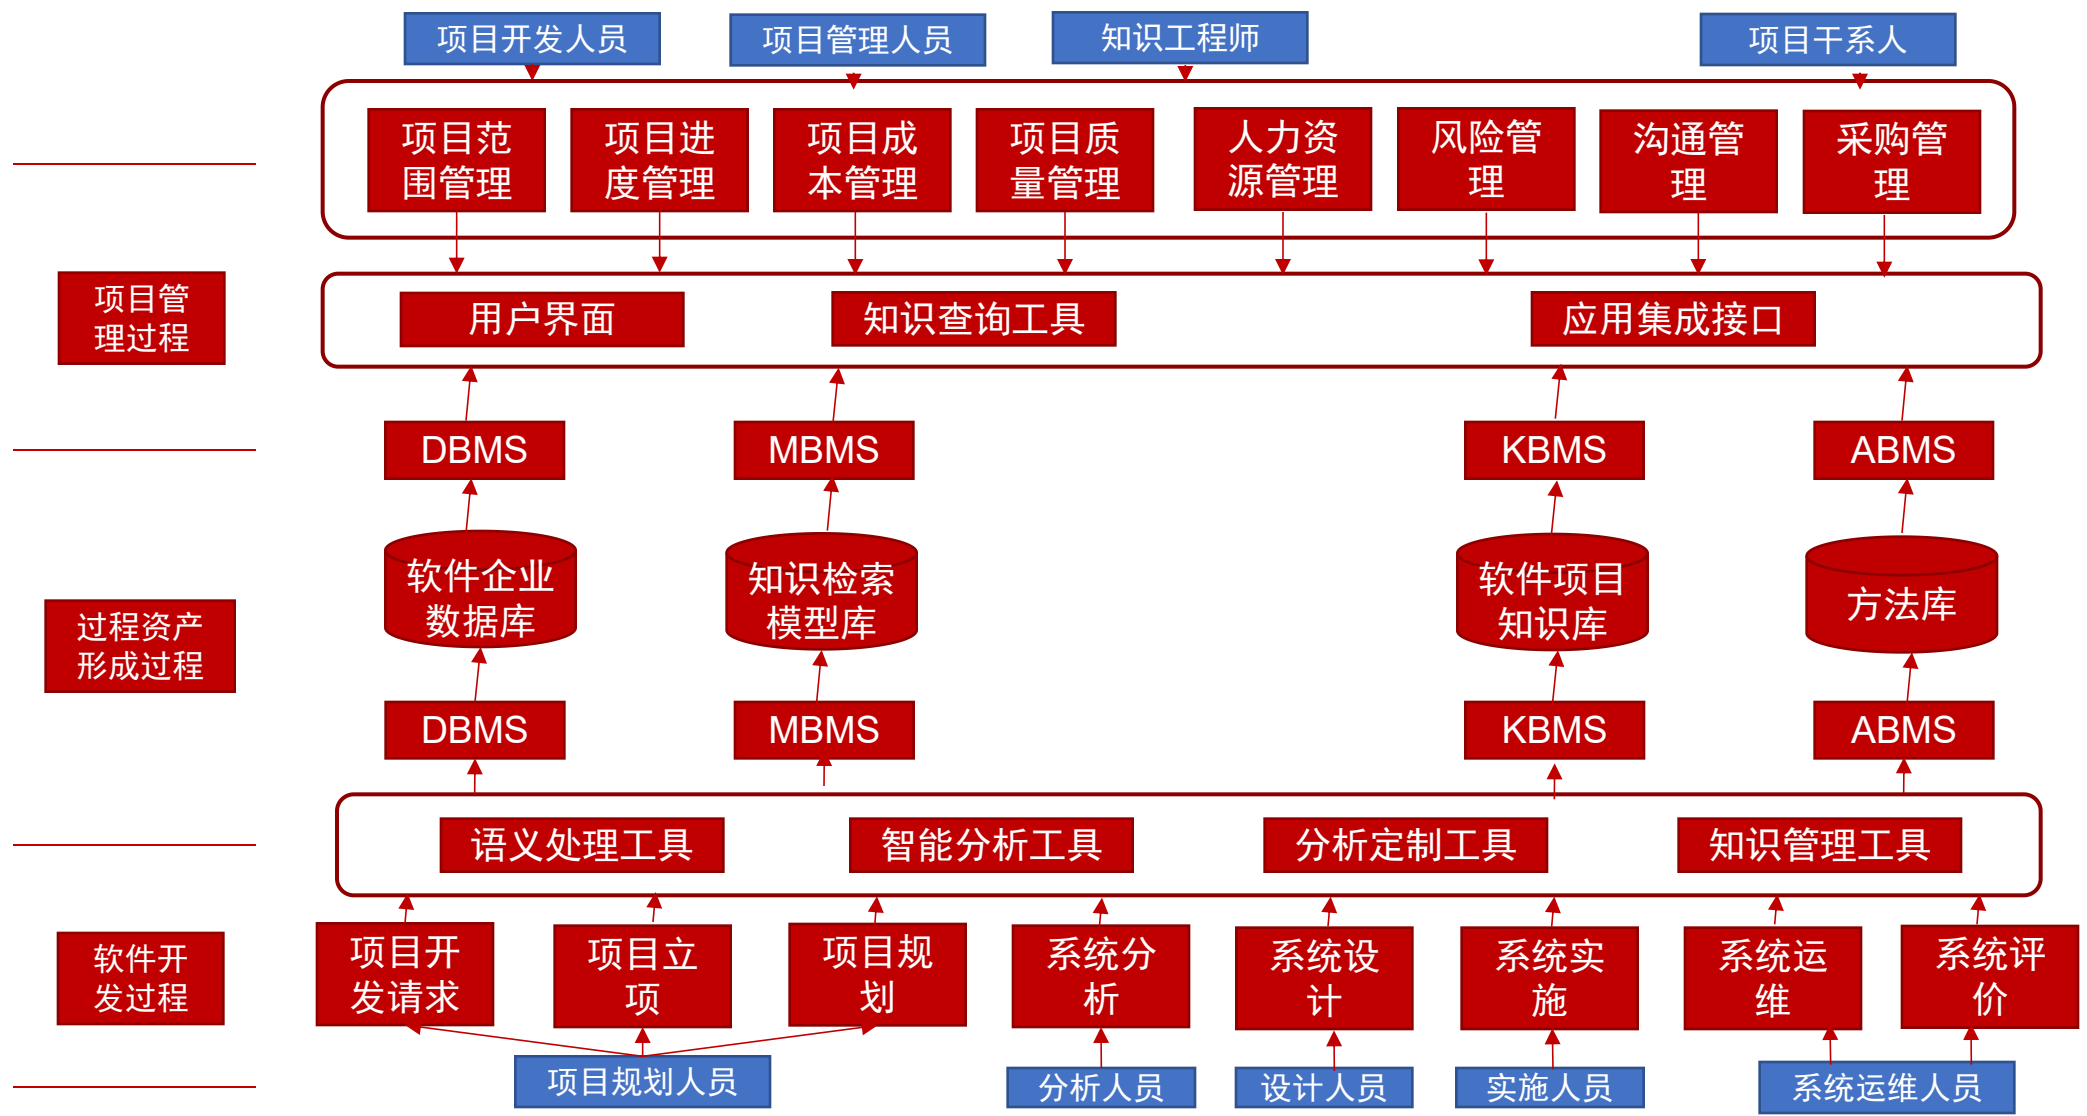 项目开发人员
项目管理人员
知识工程师
项目干系人
项目范
围管理
项目进
度管理
项目成
本管理
项目质
量管理
人力资
源管理
风险管
理
沟通管
理
采购管
理
项目管
理过程
用户界面
知识查询工具
应用集成接口
DBMS
MBMS
KBMS
ABMS
过程资产
形成过程
软件企业
数据库
知识检索
模型库
软件项目
知识库
方法库
DBMS
MBMS
KBMS
ABMS
语义处理工具
智能分析工具
分析定制工具
知识管理工具
软件开
发过程
项目开
发请求
项目立
项
项目规
划
系统分
析
系统设
计
系统实
施
系统运
维
系统评
价
项目规划人员
分析人员
设计人员
实施人员
系统运维人员